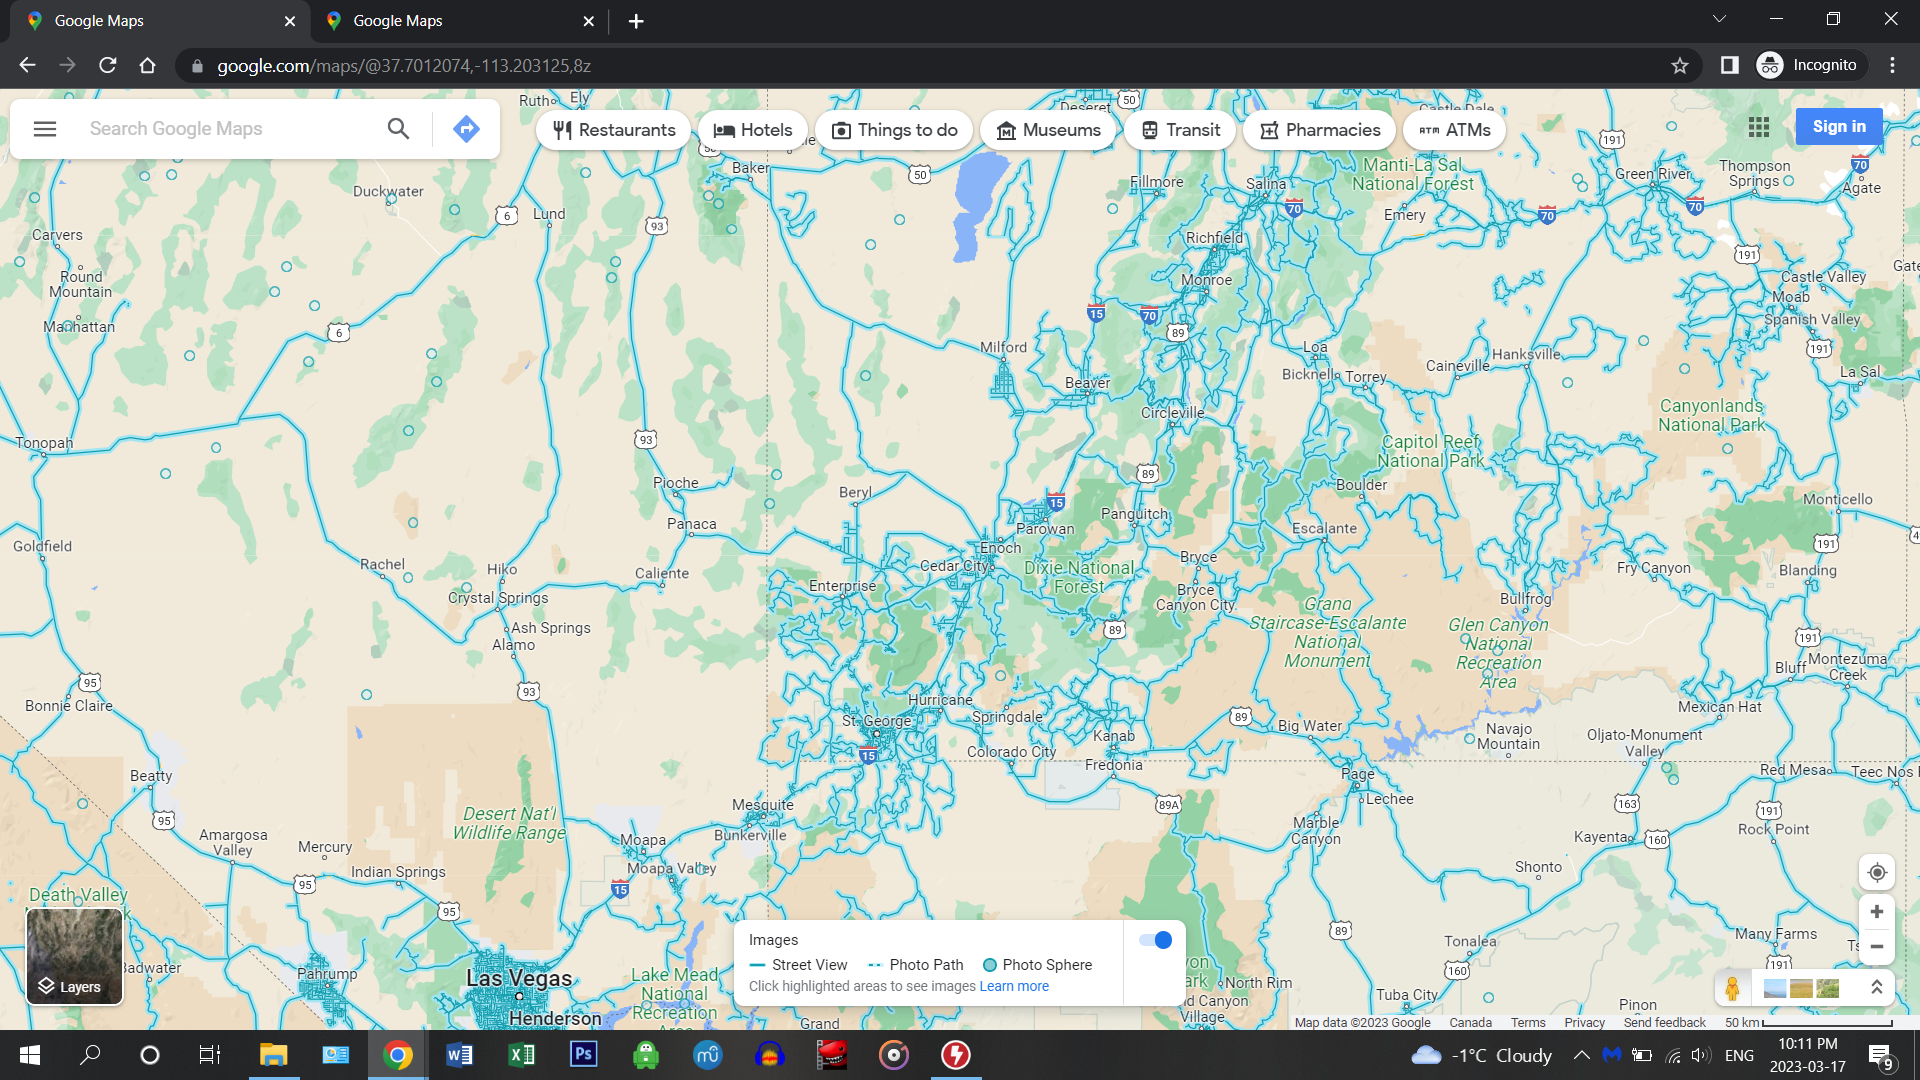 Google Maps
Google Maps
google.com/maps/@37.7012074,-113.203125,8z
Incognito
Search Google Maps
Restaurants
Hotels
Things to do
Museums
Transit
Pharmacies
ATMs
Sign in
Ruth
Ely
Deseret
50
Castle Dale
Baker
50
50
Fillmore
Salina
Manti-La Sal
National Forest
191
Green River
Thompson
Springs
70
Agate
Duckwater
6
Lund
93
70
Emery
70
70
Carvers
Richfield
191
Round
Mountain
Monroe
Castle Valley
Moab
Manhattan
6
15
70
89
Spanish Valley
Milford
Loa
Hanksville
191
Beaver
Bicknell
Torrey
Caineville
La Sal
Circleville
Canyonlands
National Park
Tonopah
93
Capitol Reef
National Park
89
Pioche
Beryl
15
Boulder
Monticello
Panaca
Parowan
Panguitch
Escalante
Goldfield
Enoch
191
Rachel
Hiko
Caliente
Cedar City
Dixie National
Forest
Bryce
Fry Canyon
Blanding
Crystal Springs
Enterprise
Bryce
Canyon City
Grand
Staircase-Escalante
National
Monument
Bullfrog
Ash Springs
Alamo
89
Glen Canyon
National
Recreation
Area
191
95
93
Bluff
Montezuma
Creek
Bonnie Claire
Hurricane
St. George
Springdale
89
Big Water
Mexican Hat
15
Colorado City
Kanab
Fredonia
Navajo
Mountain
Oljato-Monument
Valley
Beatty
Page
Red Mesa
Teec Nos
Mesquite
89A
Lechee
163
191
95
Desert Nat'l
Wildlife Range
Bunkerville
Marble
Canyon
Rock Point
Amargosa
Valley
Mercury
Moapa
Kayenta
160
Indian Springs
Moapa Valley
Shonto
95
15
Death Valley
95
89
Many Farms
Tonalea
Badwater
Pahrump
Las Vegas
Lake Mead
National
Recreation
Area
160
191
Henderson
North Rim
Tuba City
Grand
Village
Pinon
Layers
Images
Street View
Photo Path
Photo Sphere
Click highlighted areas to see images Learn more
Map data ©2023 Google
Canada
Terms
Privacy
Send feedback
50 km
-1°C Cloudy
ENG
10:11 PM
2023-03-17
9